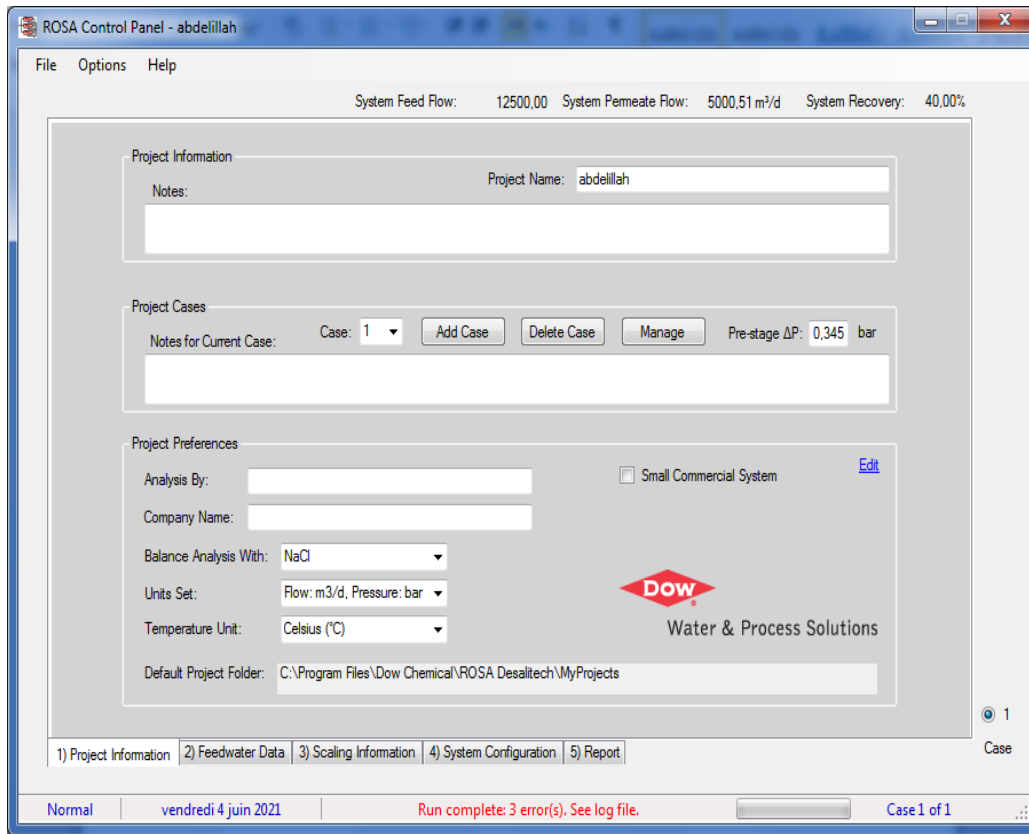 ROSA Control Panel - abdelillah
File Options Help
System Feed Flow: 12500,00 System Permeate Flow: 5000,51 m³/d System Recovery: 40,00%
Project Information
Project Name: abdelillah
Notes:
Project Cases
Case: 1 Add Case Delete Case Manage Pre-stage ΔP: 0,345 bar
Notes for Current Case:
Project Preferences
Edit
Analysis By: Small Commercial System
Company Name:
Balance Analysis With: NaCl
Units Set: Flow: m3/d, Pressure: bar
DOW
Temperature Unit: Celsius (°C)
Water & Process Solutions
Default Project Folder: C:\Program Files\Dow Chemical\ROSA Desalitech\MyProjects
1
Case
1) Project Information 2) Feedwater Data 3) Scaling Information 4) System Configuration 5) Report
Normal vendredi 4 juin 2021 Run complete: 3 error(s). See log file. Case 1 of 1